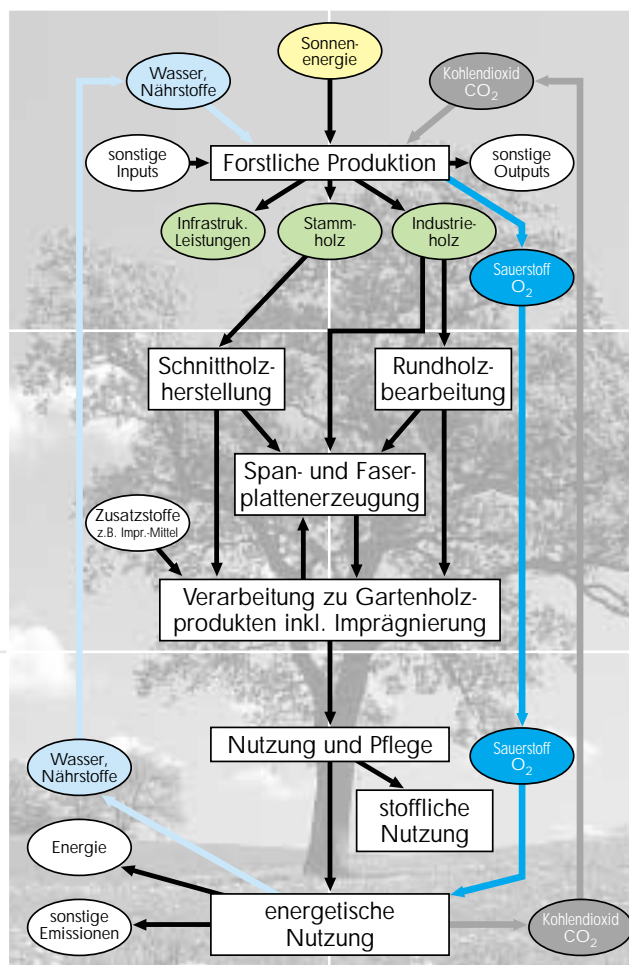 Sonnen-
energie
Wasser,
Nährstoffe
Kohlendioxid
CO2
sonstige
Inputs
Forstliche Produktion
sonstige
Outputs
Infrastruk.
Leistungen
Stamm-
holz
Industrie-
holz
Sauerstoff
O2
Schnittholz-
herstellung
Rundholz-
bearbeitung
Span- und Faser-
plattenerzeugung
Zusatzstoffe
z.B. Impr.-Mittel
Verarbeitung zu Gartenholz-
produkten inkl. Imprägnierung
Nutzung und Pflege
Wasser,
Nährstoffe
Sauerstoff
O2
stoffliche
Nutzung
Energie
energetische
Nutzung
sonstige
Emissionen
Kohlendioxid
CO2